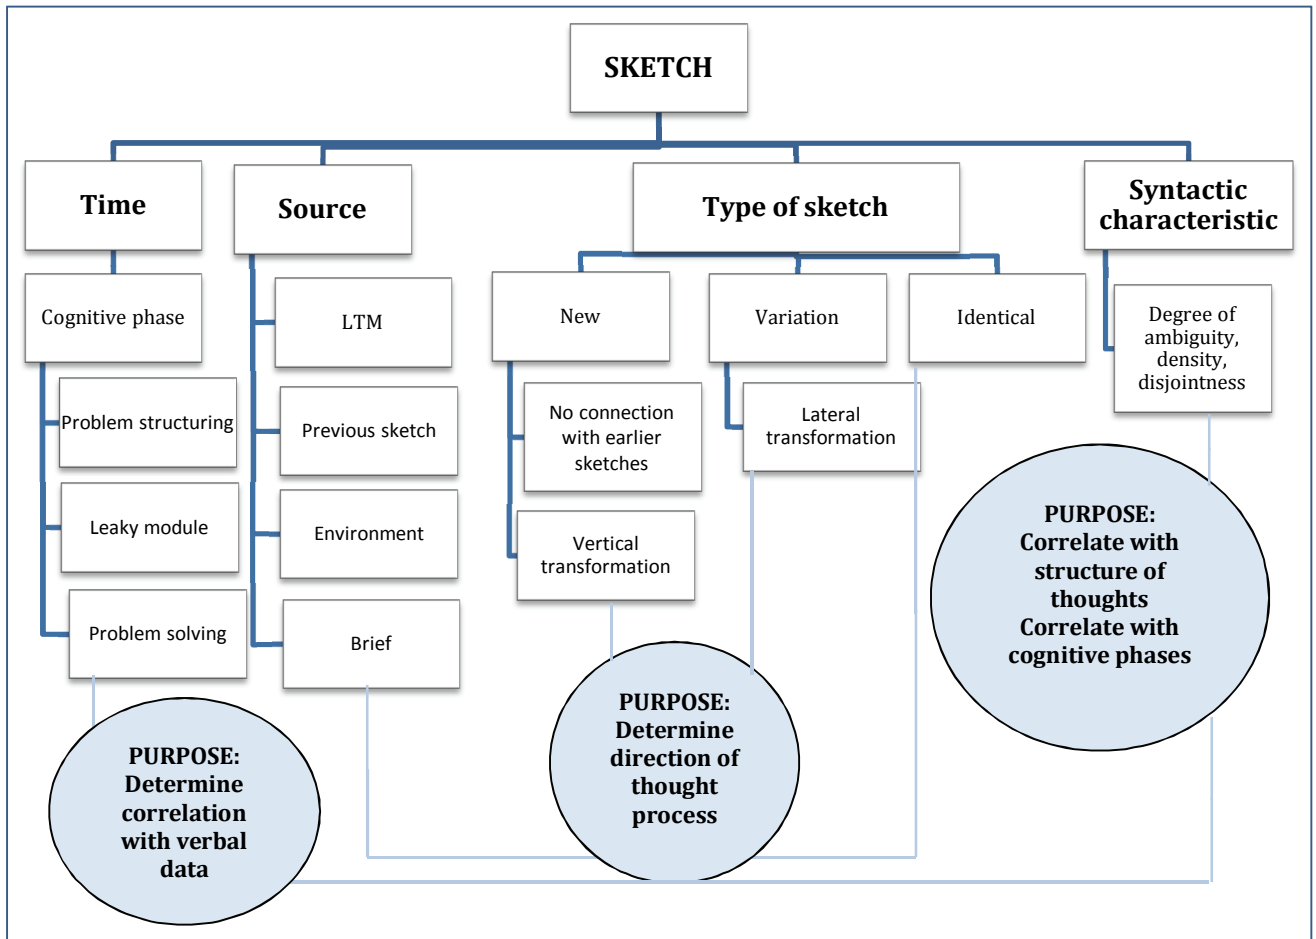 SKETCH
Time
Source
Type of sketch
Syntactic
characteristic
Cognitive phase
Problem structuring
Leaky module
Problem solving
LTM
Previous sketch
Environment
Brief
New
No connection
with earlier
sketches
Vertical
transformation
Variation
Lateral
transformation
Identical
Degree of
ambiguity,
density,
disjointness
PURPOSE:
Determine
correlation
with verbal
data
PURPOSE:
Determine
direction of
thought
process
PURPOSE:
Correlate with
structure of
thoughts
Correlate with
cognitive phases